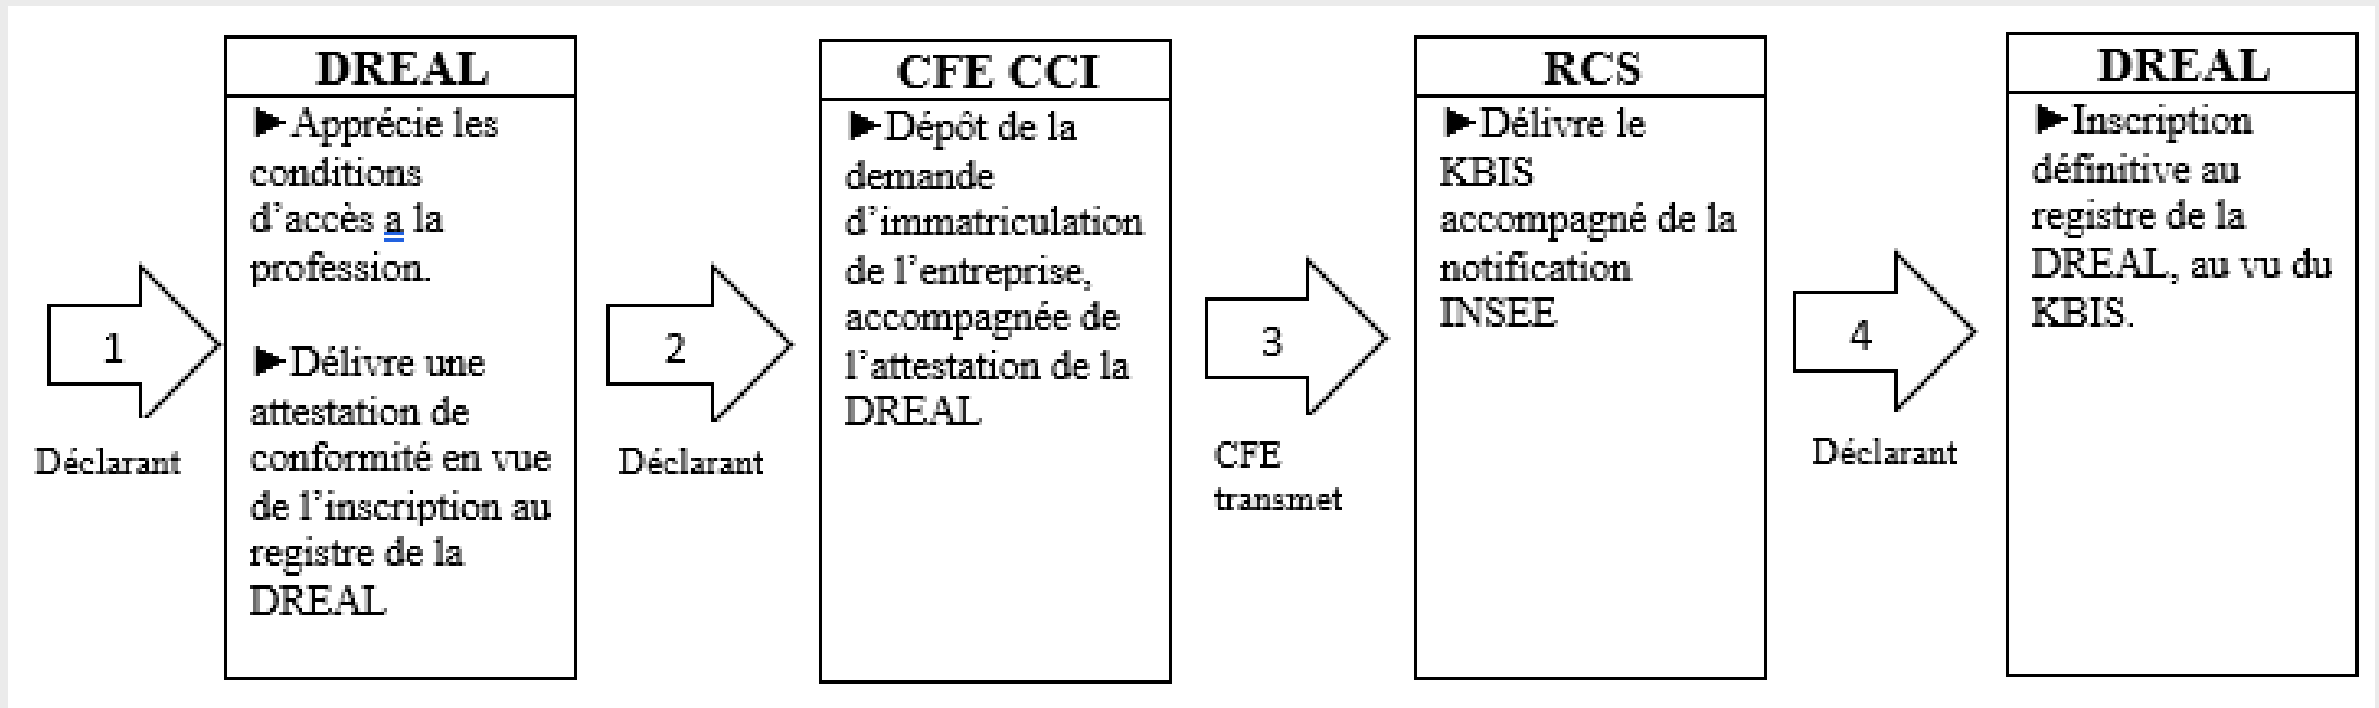 1
Déclarant
DREAL
►Apprécie les
conditions
d’accès a la
profession.
►Délivre une
attestation de
conformité en vue
de l’inscription au
registre de la
DREAL
2
Déclarant
CFE CCI
►Dépôt de la
demande
d’immatriculation
de l’entreprise,
accompagnée de
l’attestation de la
DREAL
3
CFE
transmet
RCS
►Délivre le
KBIS
accompagné de la
notification
INSEE
4
Déclarant
DREAL
►Inscription
définitive au
registre de la
DREAL, au vu du
KBIS.